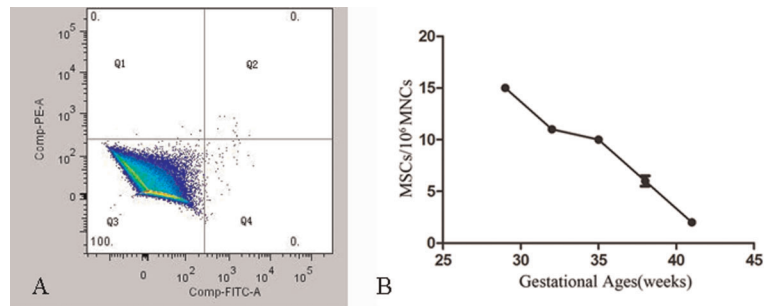 0.
0.
10^5
Q1
Q2
10^4
Comp-PE-A
10^3
10^2
0
Q3
Q4
100.
0.
0
10^2
10^3
10^4
10^5
Comp-FITC-A
A
20
15
10
5
0
MSCs/10^6 MNCs
25
30
35
40
45
Gestational Ages(weeks)
B